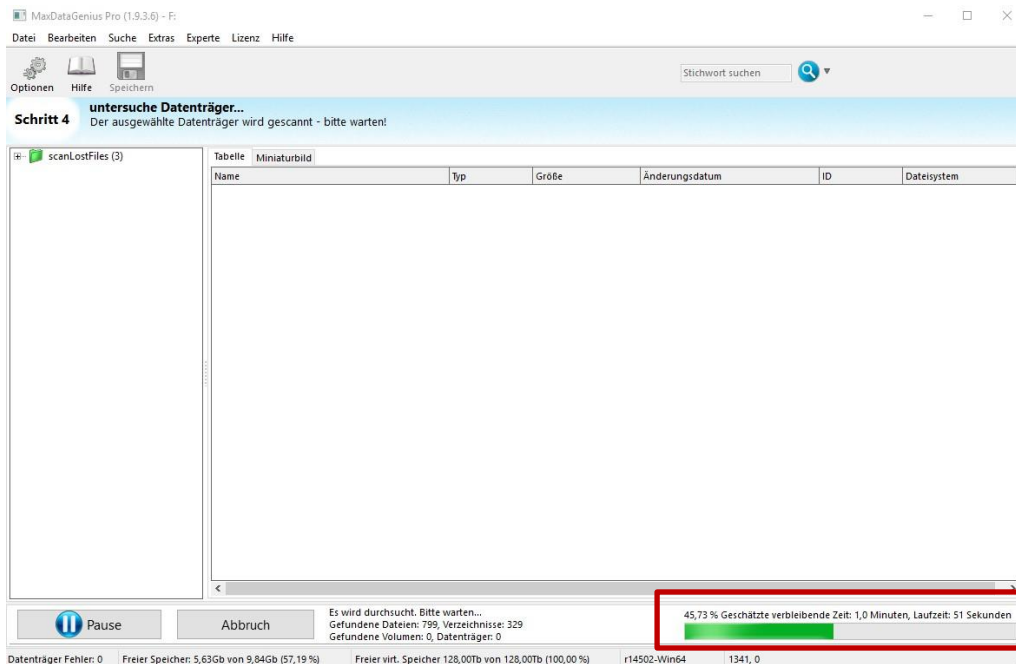 MaxDataGenius Pro (1.9.3.6) - F:
Datei Bearbeiten Suche Extras Experte Lizenz Hilfe
Optionen Hilfe Speichern
Stichwort suchen
Schritt 4
untersuche Datenträger...
Der ausgewählte Datenträger wird gescannt - bitte warten!
scanLostFiles (3)
Tabelle Miniaturbild
Name Typ Größe Änderungsdatum ID Dateisystem
Pause
Abbruch
Es wird durchsucht. Bitte warten...
Gefundene Dateien: 799, Verzeichnisse: 329
Gefundene Volumen: 0, Datenträger: 0
45,73 % Geschätzte verbleibende Zeit: 1,0 Minuten, Laufzeit: 51 Sekunden
Datenträger Fehler: 0 Freier Speicher: 5,63Gb von 9,84Gb (57,19 %) Freier virt. Speicher 128,00Tb von 128,00Tb (100,00 %) r14502-Win64 1341, 0